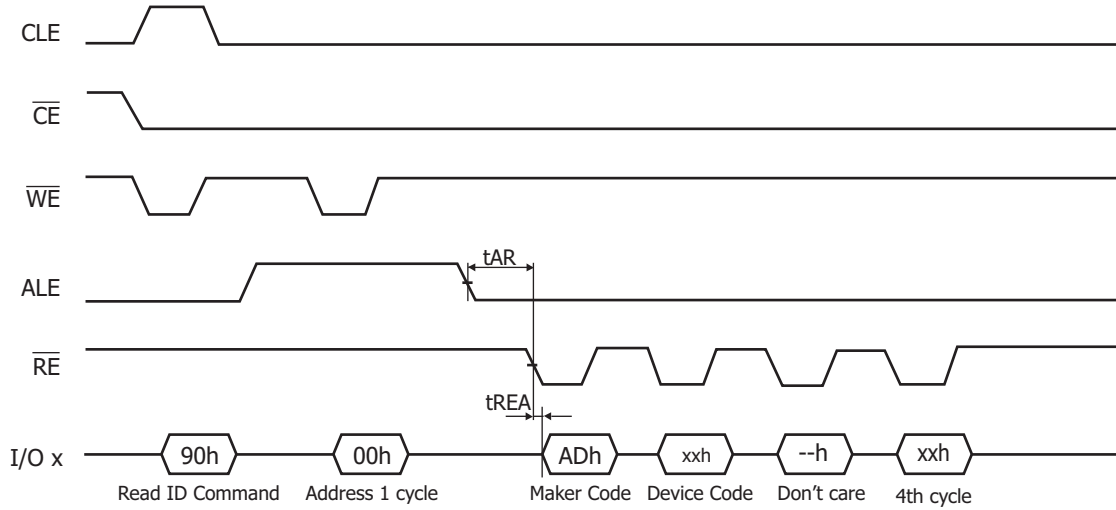 CLE
CE
WE
ALE
tAR
RE
tREA
I/O x
90h
00h
ADh
xxh
--h
xxh
Read ID Command
Address 1 cycle
Maker Code
Device Code
Don't care
4th cycle